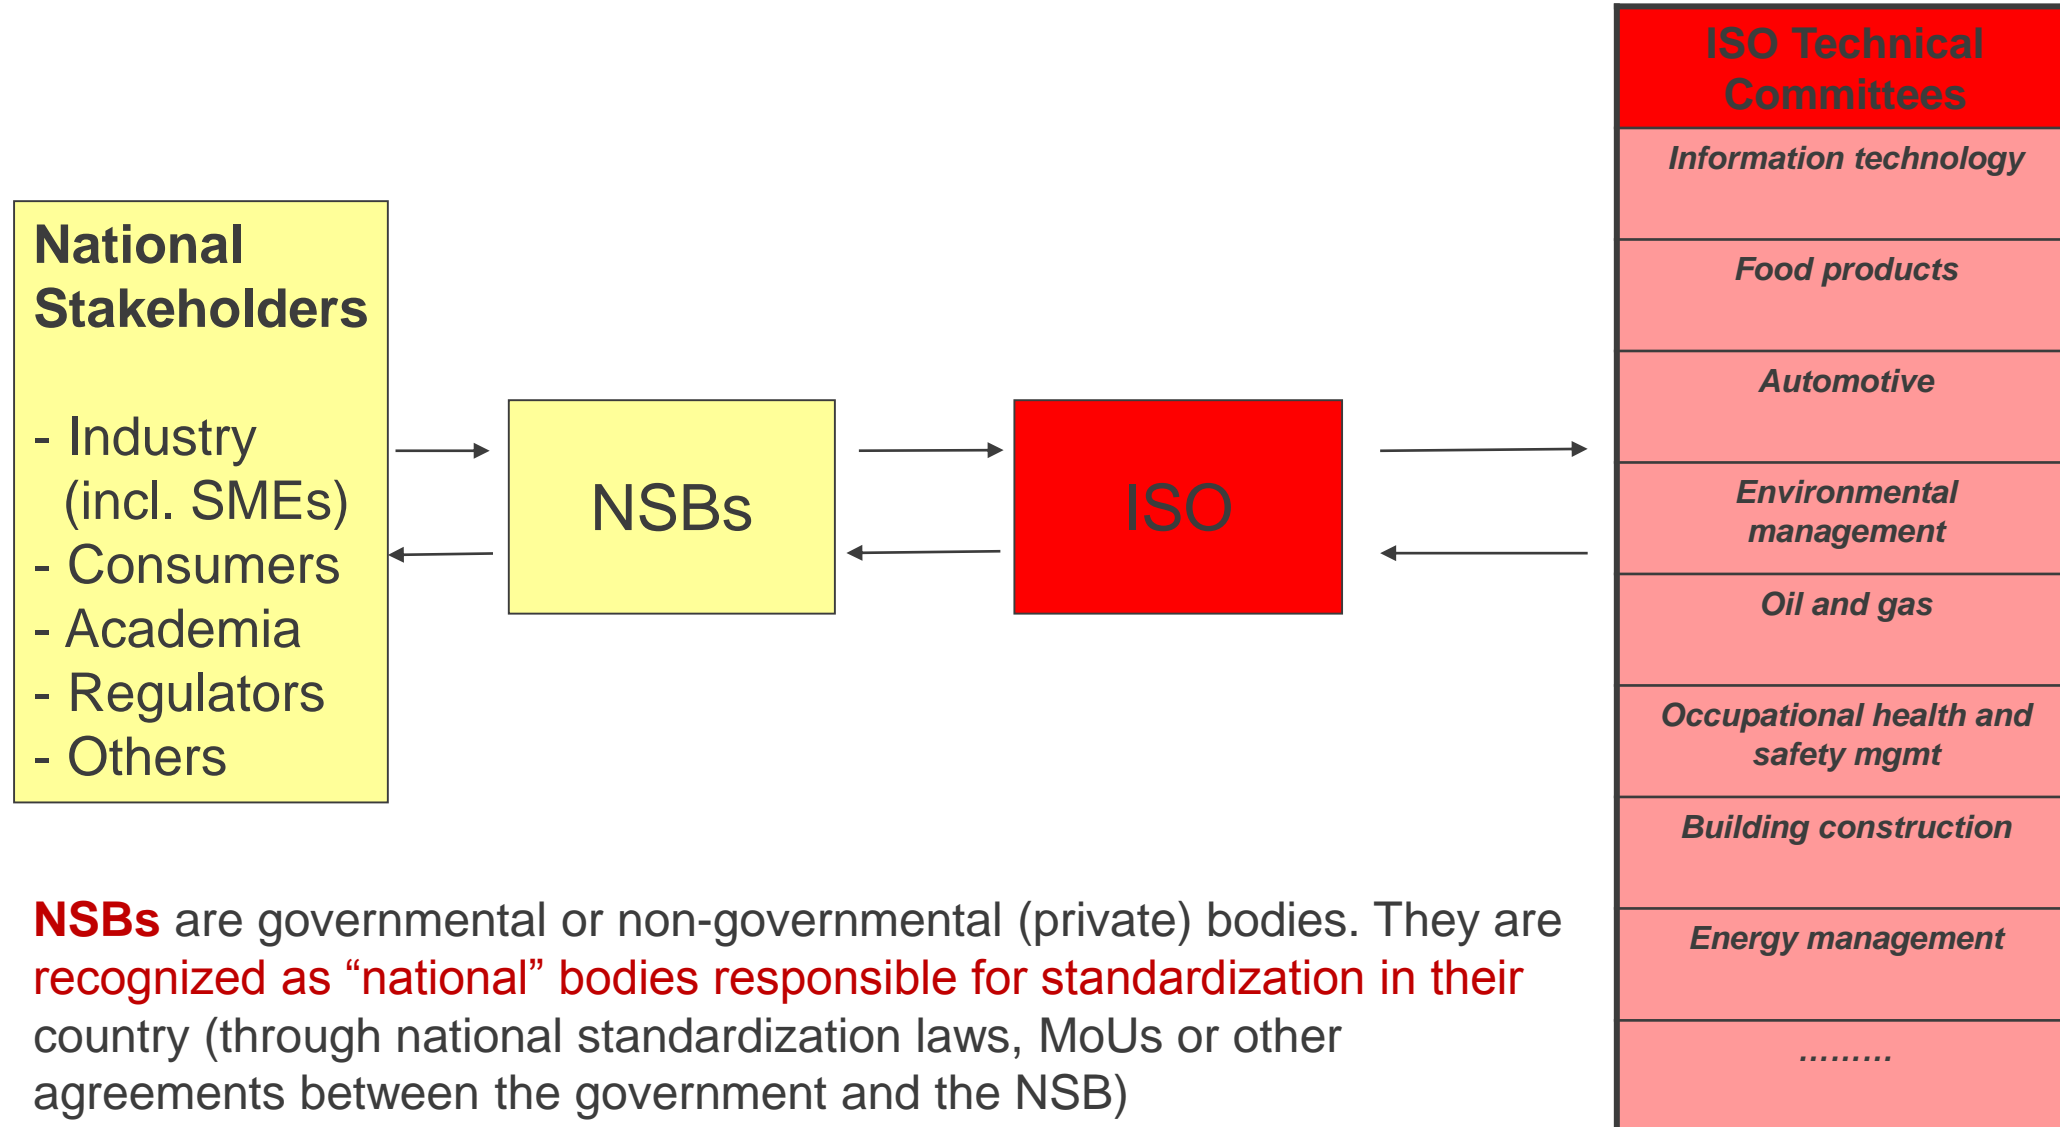 National
Stakeholders
- Industry
(incl. SMEs)
- Consumers
- Academia
- Regulators
- Others
NSBs
ISO
ISO Technical
Committees
Information technology
Food products
Automotive
Environmental
management
Oil and gas
Occupational health and
safety mgmt
Building construction
Energy management
………
NSBs are governmental or non-governmental (private) bodies. They are
recognized as “national” bodies responsible for standardization in their
country (through national standardization laws, MoUs or other
agreements between the government and the NSB)